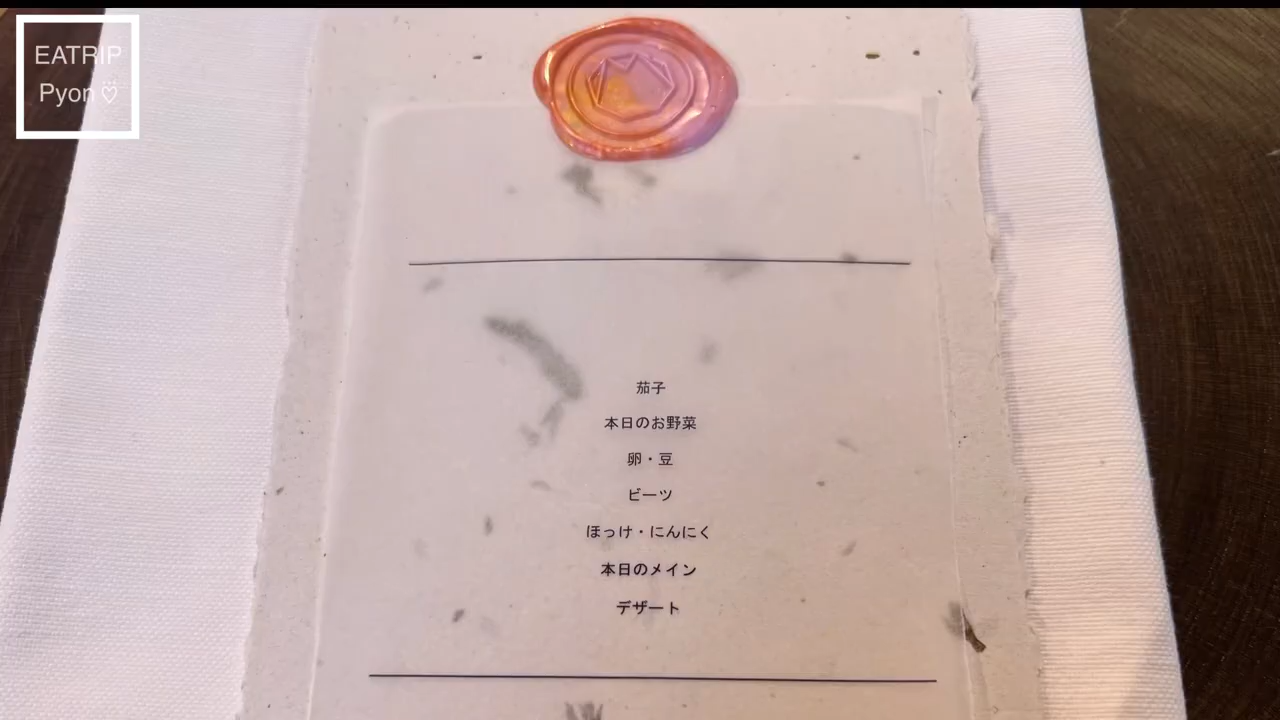 EATRIP
Pyon♡
茄子
本日のお野菜
卵・豆
ビーツ
ほっけ・にんにく
本日のメイン
デザート